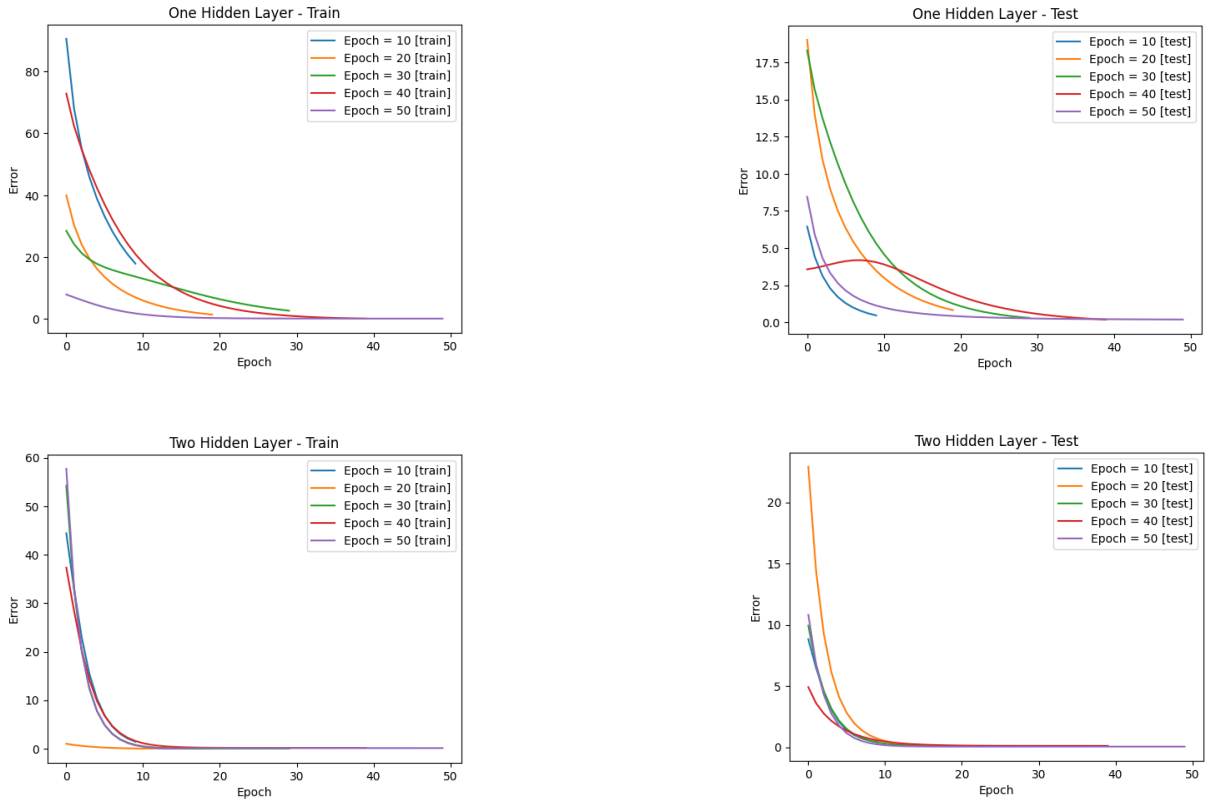 One Hidden Layer - Train
Epoch = 10 [train]
Epoch = 20 [train]
Epoch = 30 [train]
Epoch = 40 [train]
Epoch = 50 [train]
80
60
40
20
0
Error
0 10 20 30 40 50
Epoch
One Hidden Layer - Test
Epoch = 10 [test]
Epoch = 20 [test]
Epoch = 30 [test]
Epoch = 40 [test]
Epoch = 50 [test]
17.5
15.0
12.5
10.0
7.5
5.0
2.5
0.0
Error
0 10 20 30 40 50
Epoch
Two Hidden Layer - Train
Epoch = 10 [train]
Epoch = 20 [train]
Epoch = 30 [train]
Epoch = 40 [train]
Epoch = 50 [train]
60
50
40
30
20
10
0
Error
0 10 20 30 40 50
Epoch
Two Hidden Layer - Test
Epoch = 10 [test]
Epoch = 20 [test]
Epoch = 30 [test]
Epoch = 40 [test]
Epoch = 50 [test]
20
15
10
5
0
Error
0 10 20 30 40 50
Epoch